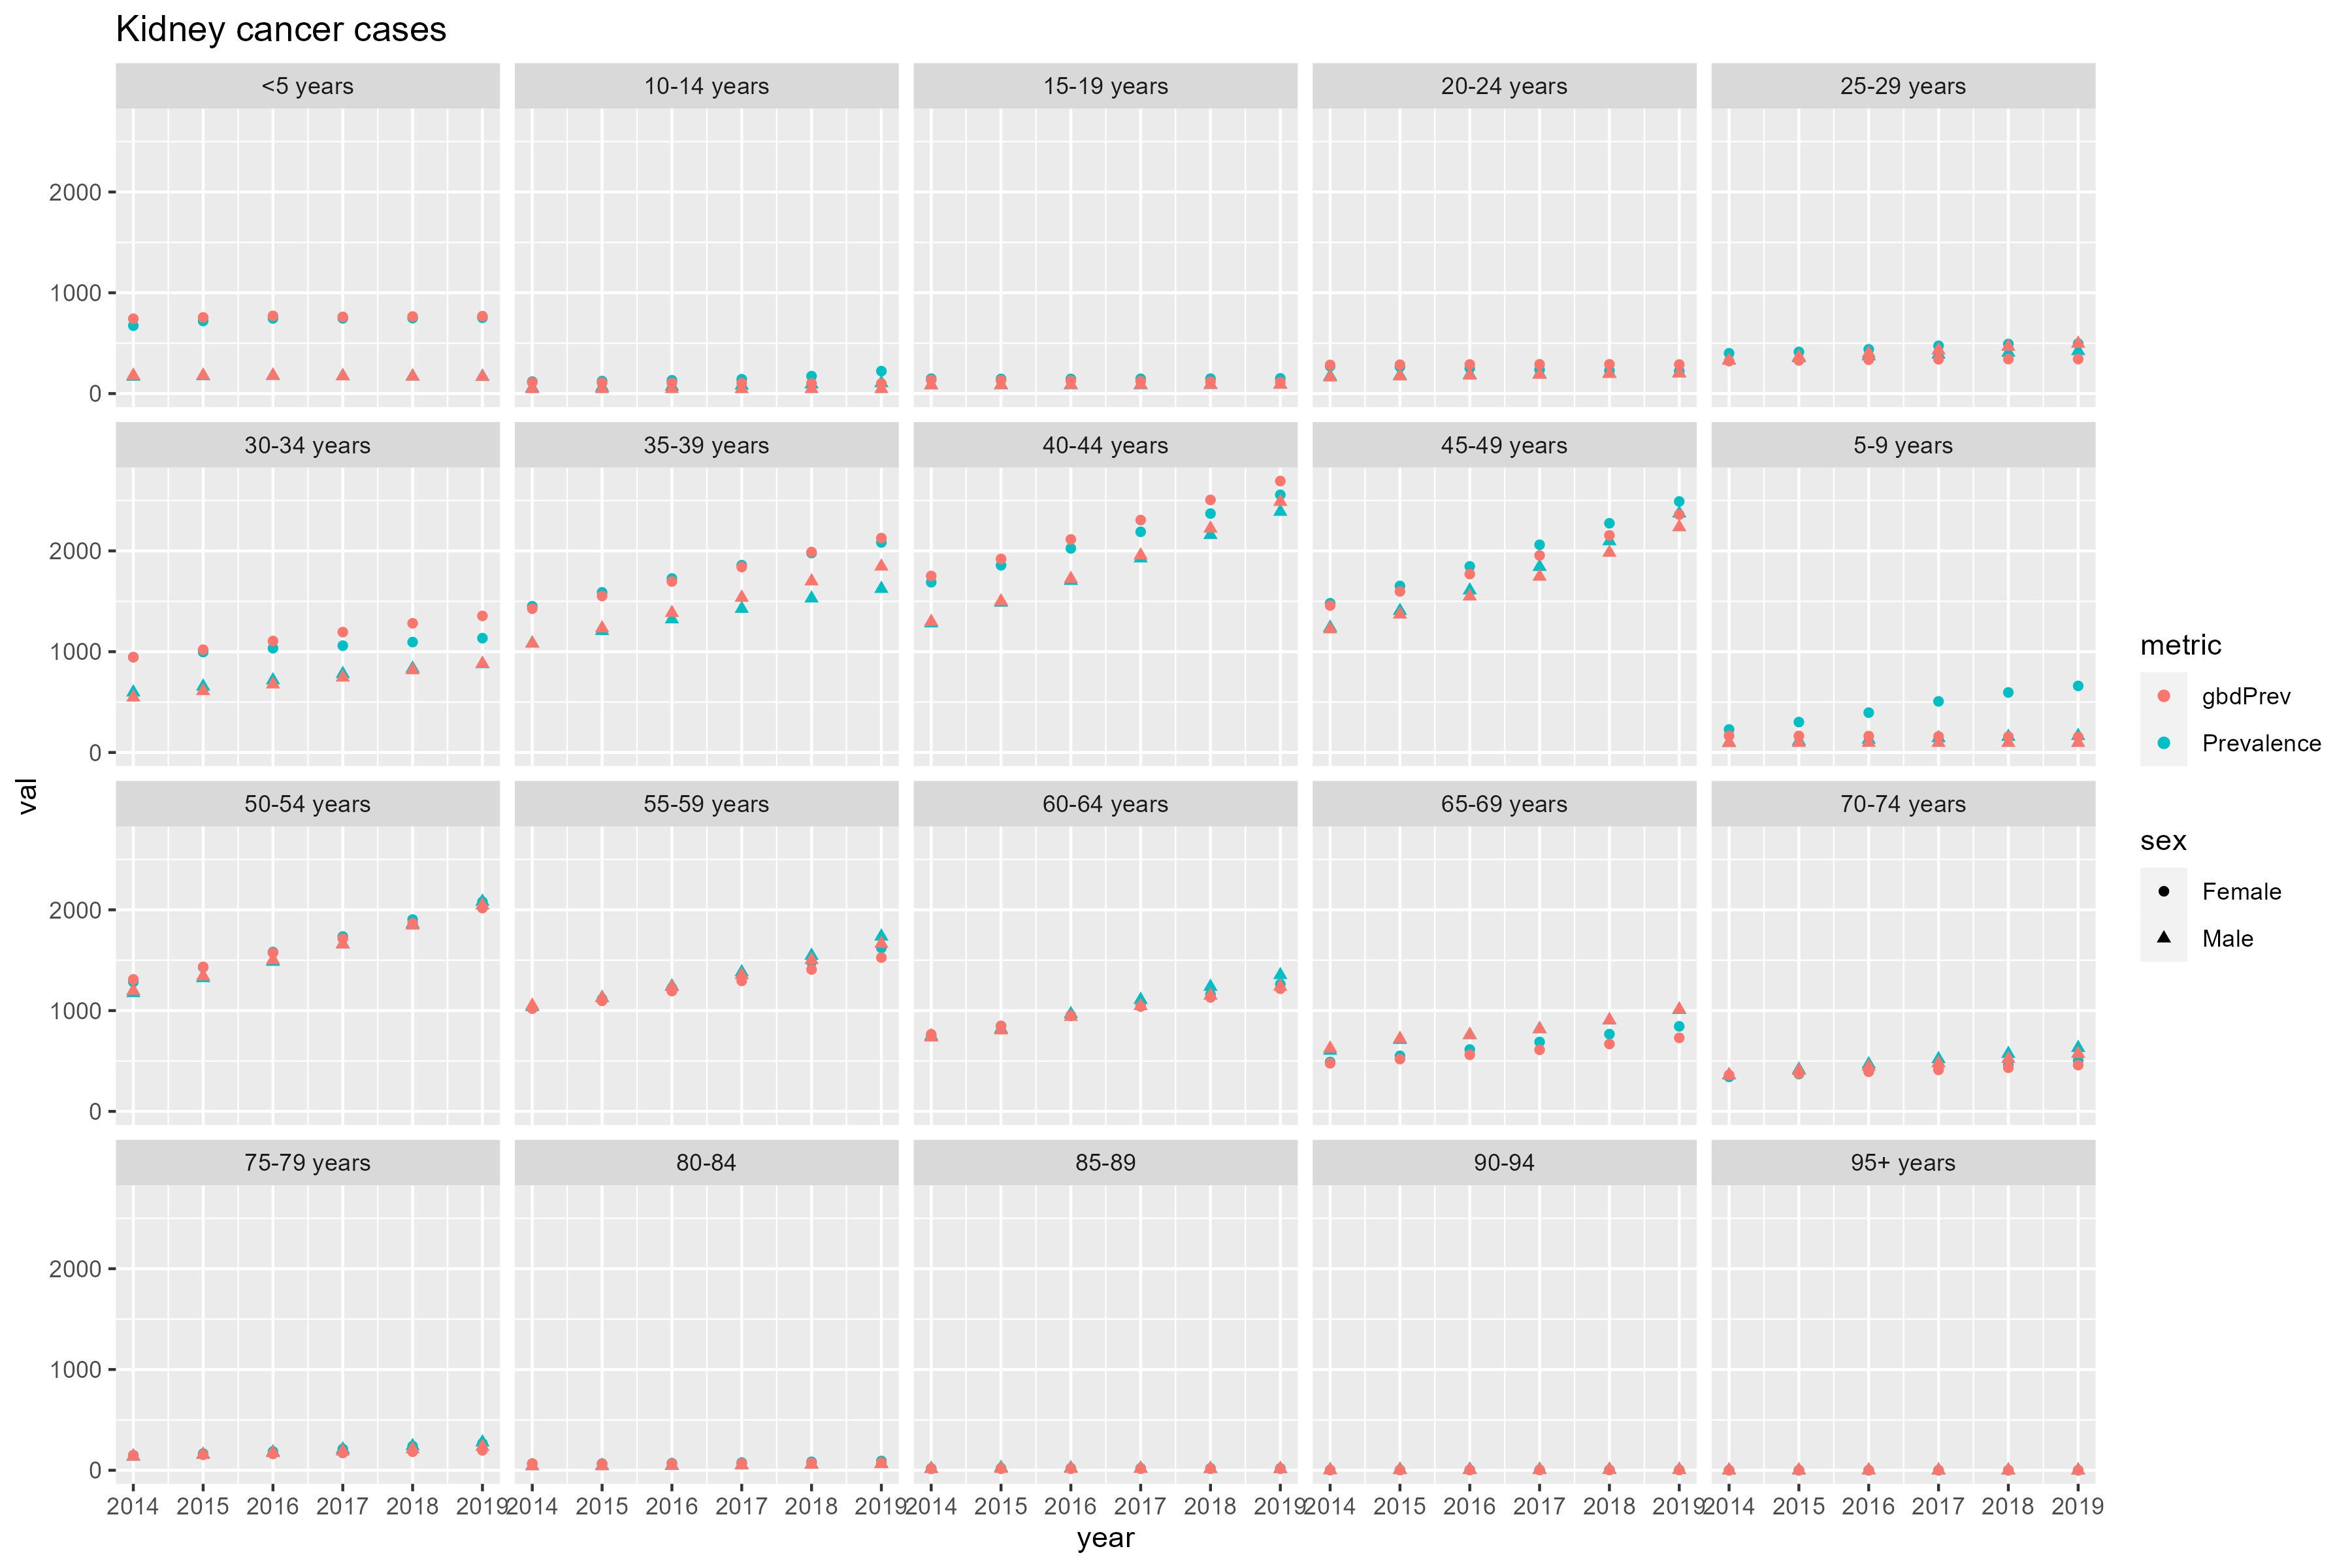 Kidney cancer cases
<5 years 10-14 years 15-19 years 20-24 years 25-29 years
2000
1000
0
30-34 years 35-39 years 40-44 years 45-49 years 5-9 years
2000
1000
0
50-54 years 55-59 years 60-64 years 65-69 years 70-74 years
2000
1000
0
75-79 years 80-84 85-89 90-94 95+ years
2000
1000
0
2014 2015 2016 2017 2018 2019 2014 2015 2016 2017 2018 2019 2014 2015 2016 2017 2018 2019 2014 2015 2016 2017 2018 2019 2014 2015 2016 2017 2018 2019
year
val
metric
gbdPrev
Prevalence
sex
Female
Male